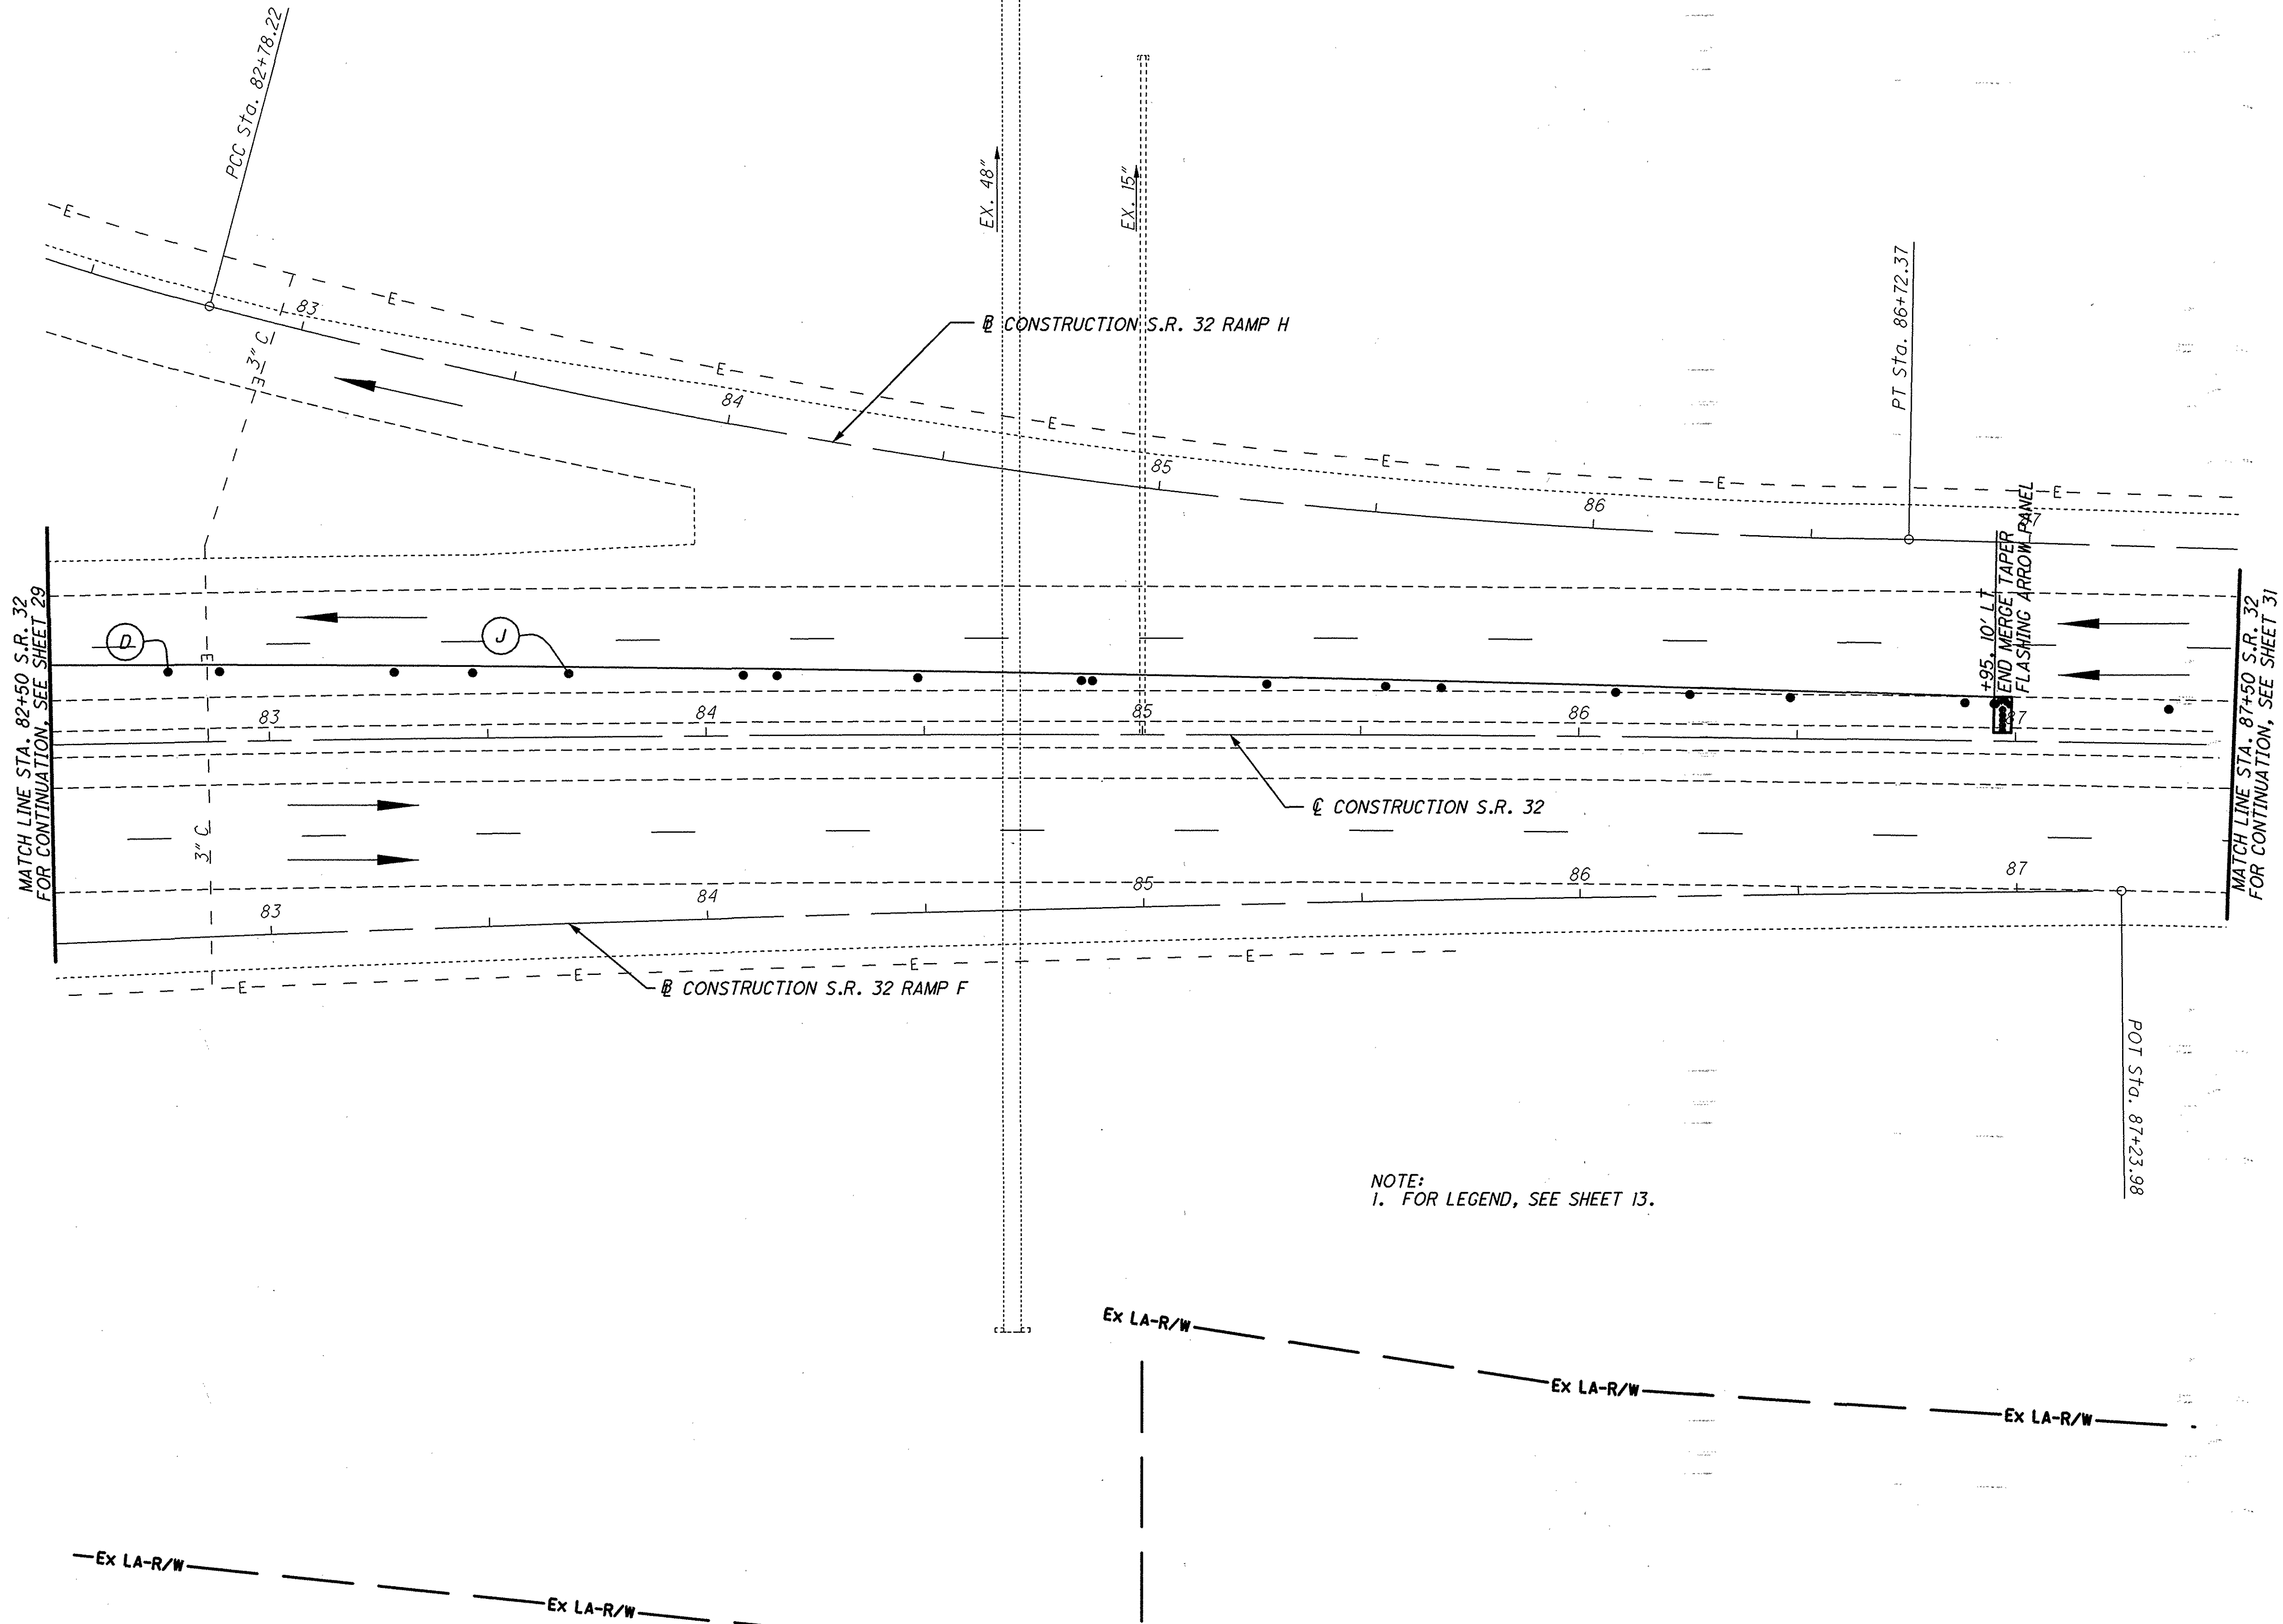 PCC Sta. 82+78.22
EX. 48"
EX. 15"
PT Sta. 86+72.37
E
E
E
E
E
E
E
83
84
85
86
87
3" C
E
℄ CONSTRUCTION S.R. 32 RAMP H
MATCH LINE STA. 82+50 S.R. 32
FOR CONTINUATION, SEE SHEET 29
D
J
E
+95, 10' LT
END MERGE TAPER
FLASHING ARROW PANEL
MATCH LINE STA. 87+50 S.R. 32
FOR CONTINUATION, SEE SHEET 31
83
84
85
86
87
℄ CONSTRUCTION S.R. 32
3" C
83
84
85
86
87
E
E
E
E
℄ CONSTRUCTION S.R. 32 RAMP F
POT Sta. 87+23.98
NOTE:
1. FOR LEGEND, SEE SHEET 13.
Ex LA-R/W
Ex LA-R/W
Ex LA-R/W
Ex LA-R/W
Ex LA-R/W